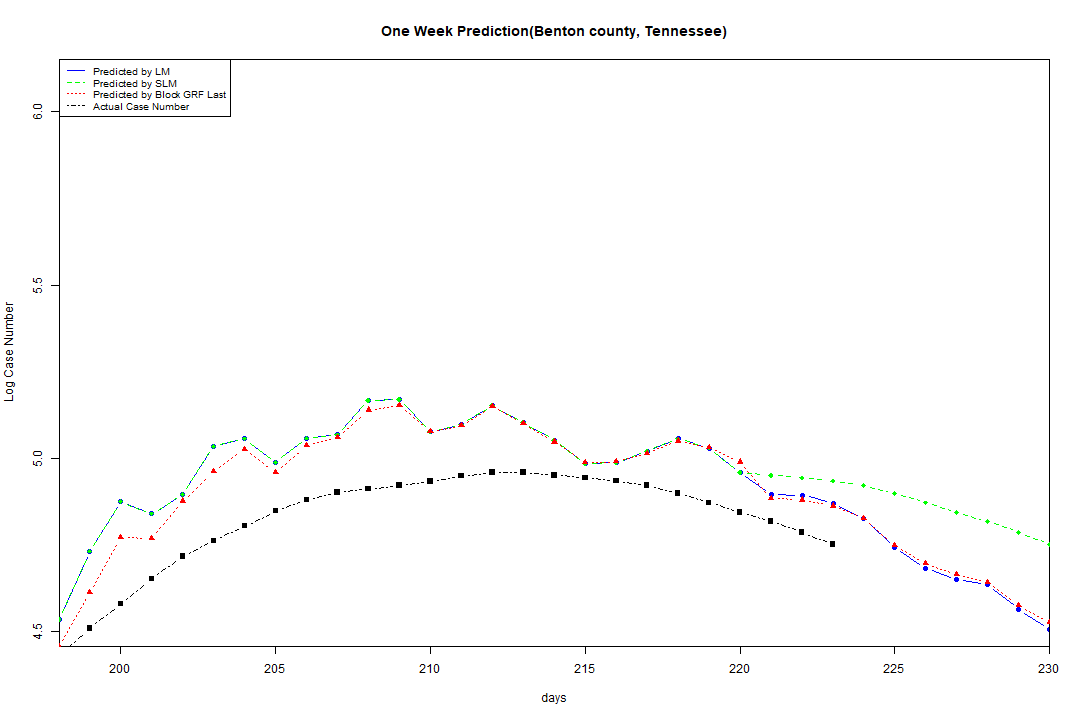 One Week Prediction(Benton county, Tennessee)
Predicted by LM
Predicted by SLM
Predicted by Block GRF Last
Actual Case Number
6.0
5.5
5.0
4.5
Log Case Number
200
205
210
215
220
225
230
days